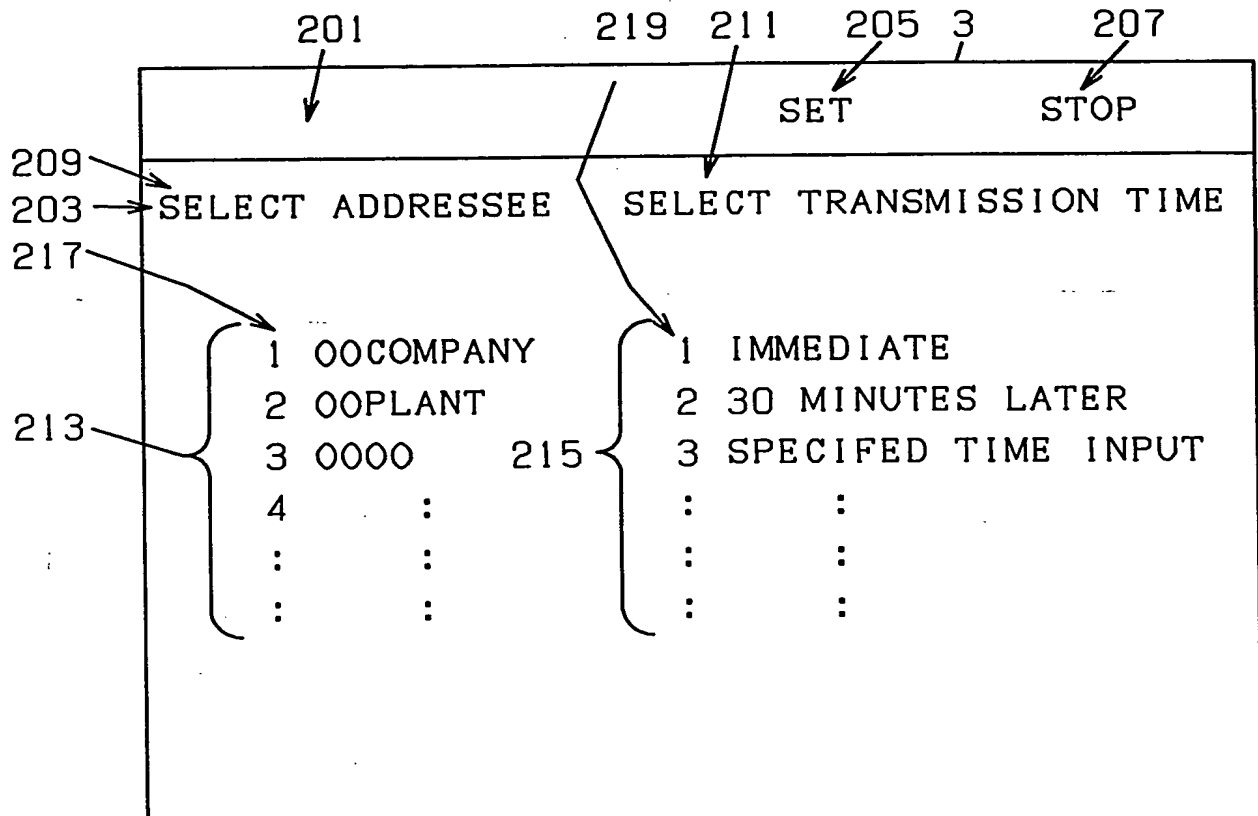 201 219 211 205 3 207
SET STOP
209
203 SELECT ADDRESSEE SELECT TRANSMISSION TIME
217
1 OOCOMPANY 1 IMMEDIATE
2 OOPLANT 2 30 MINUTES LATER
213 3 OOOO 215 3 SPECIFED TIME INPUT
4 : : :
: : : :
: : : :